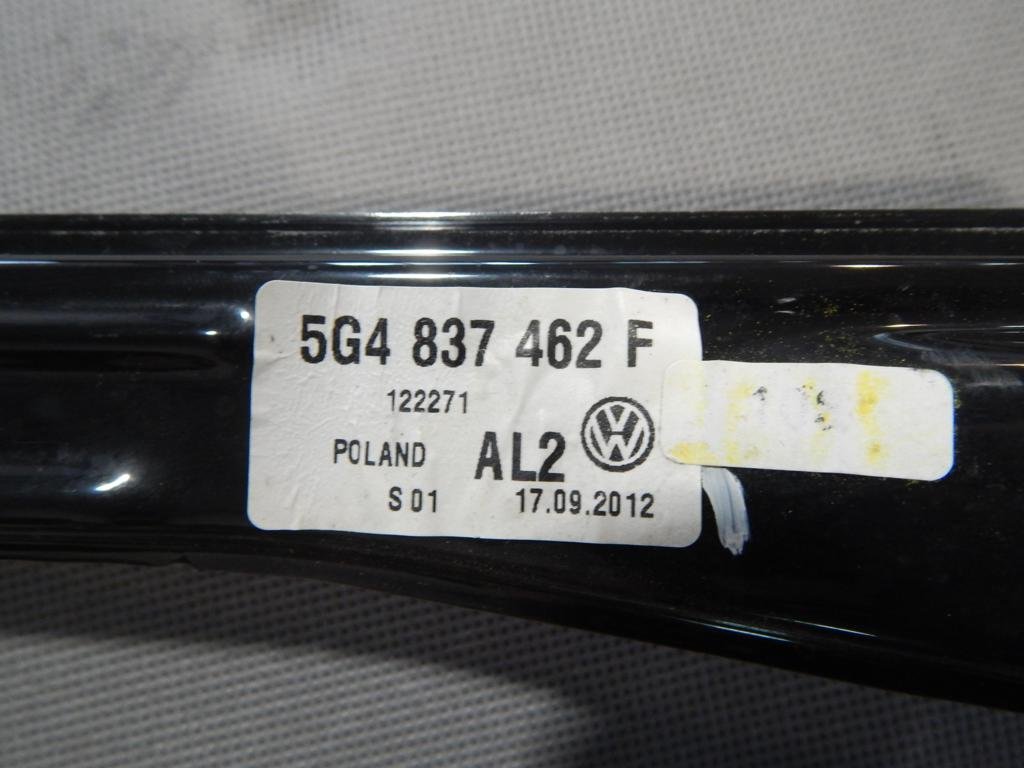 5G4 837 462 F
122271
POLAND AL2
S 01 17.09.2012